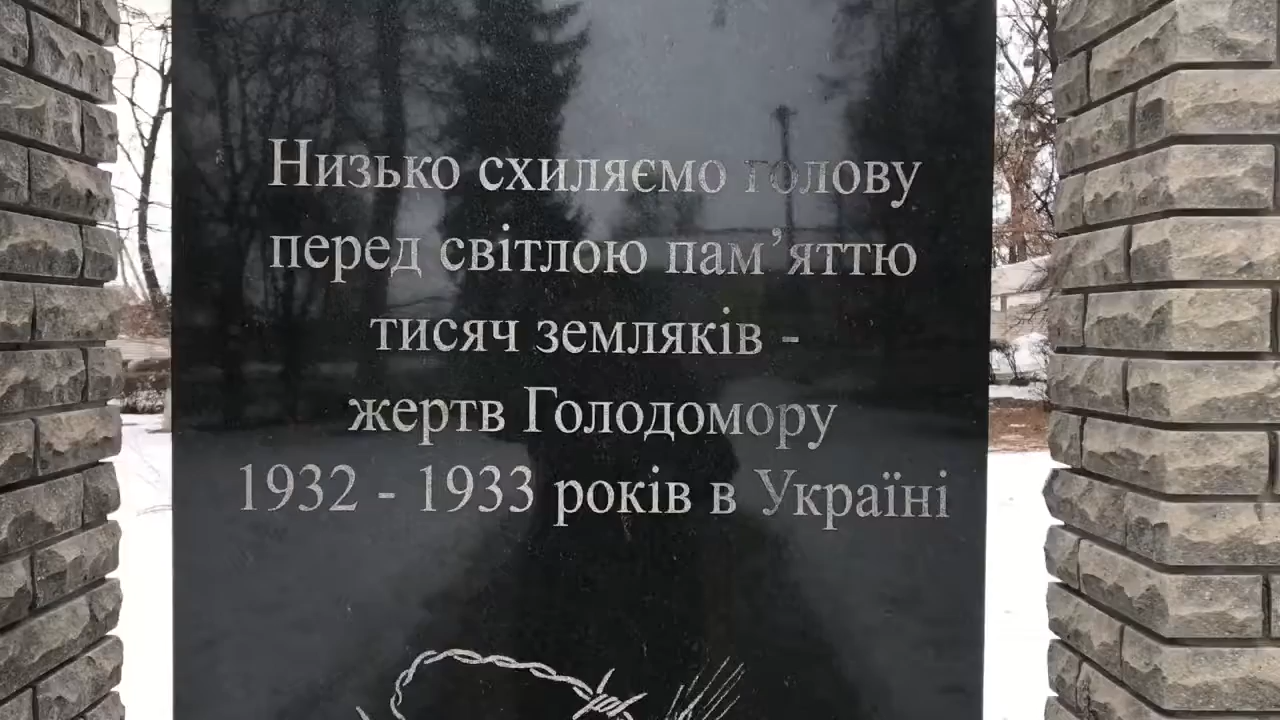 Низько схиляємо голову
перед світлою пам’яттю
тисяч земляків -
жертв Голодомору
1932 - 1933 років в Україні